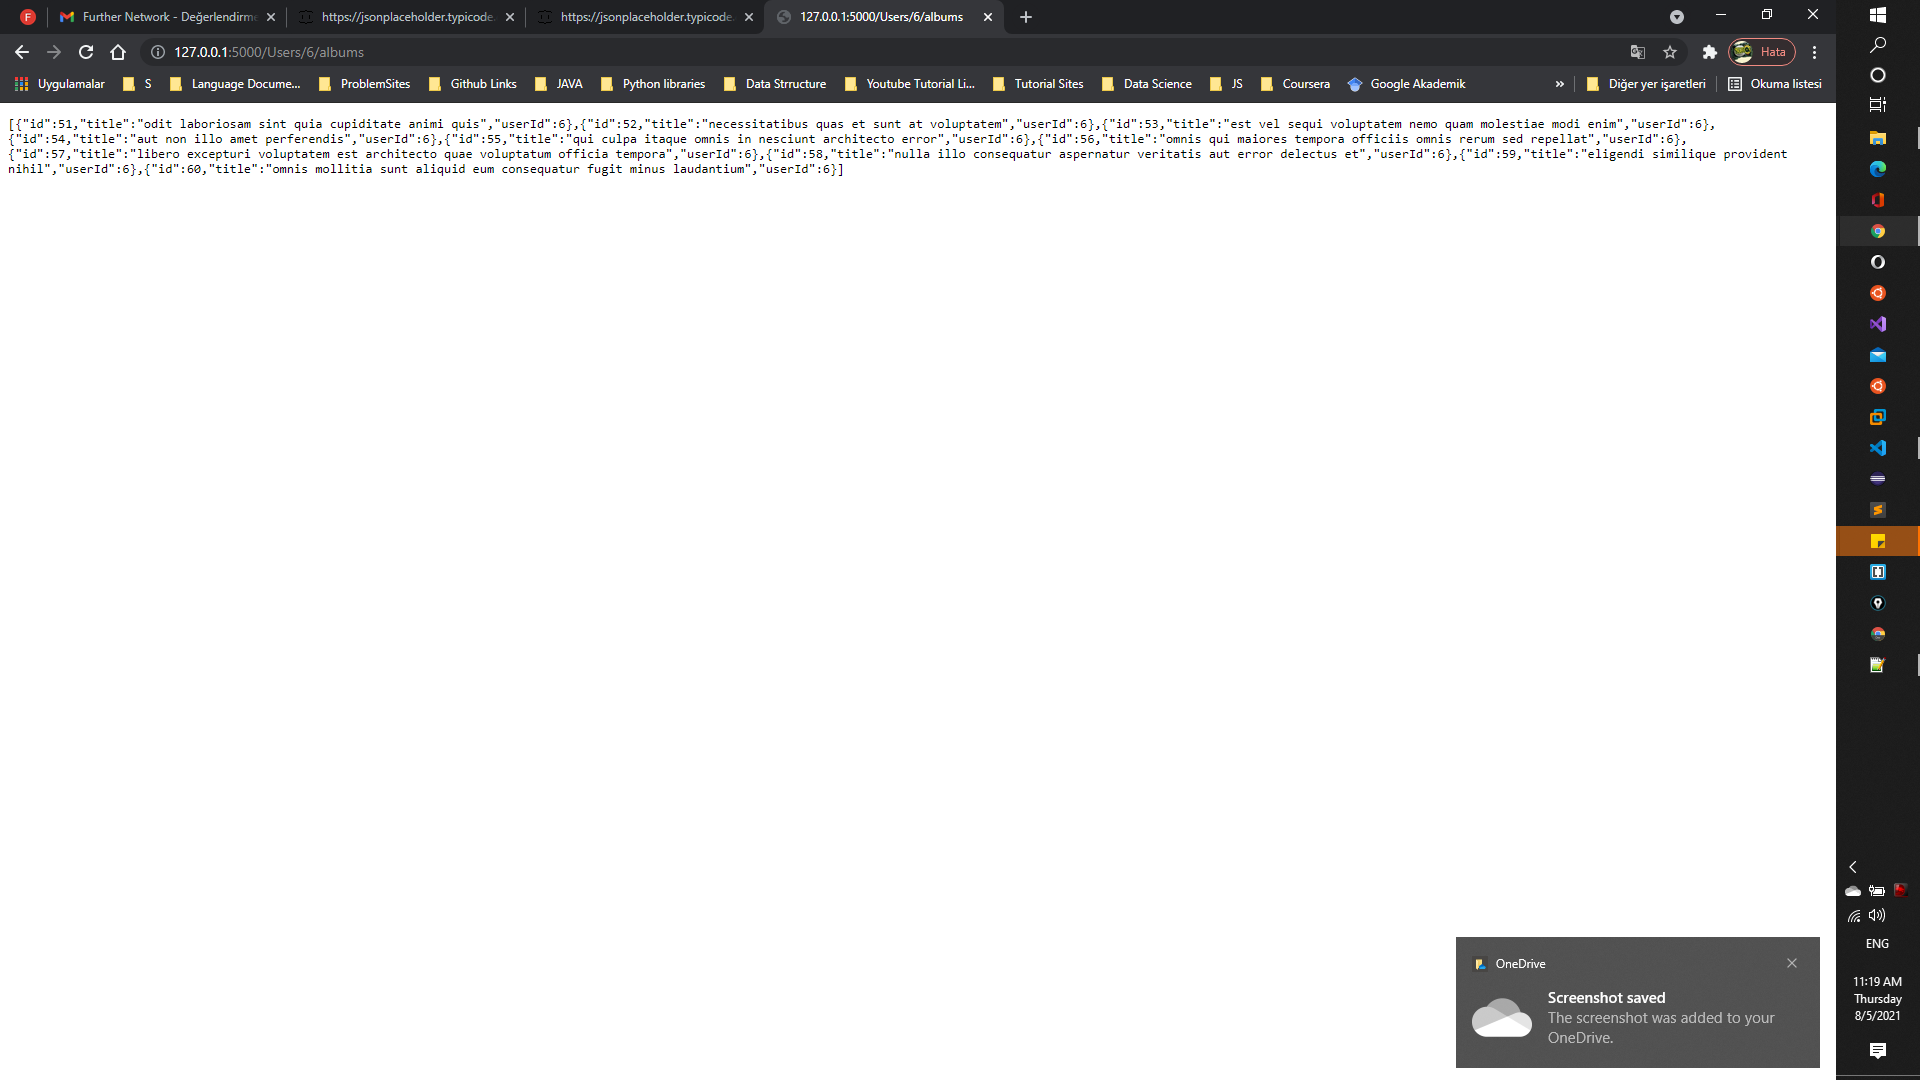 F
Further Network - Değerlendirme
https://jsonplaceholder.typicode.
https://jsonplaceholder.typicode.
127.0.0.1:5000/Users/6/albums
127.0.0.1:5000/Users/6/albums
Hata
Uygulamalar
S
Language Docume...
ProblemSites
Github Links
JAVA
Python libraries
Data Strructure
Youtube Tutorial Li...
Tutorial Sites
Data Science
JS
Coursera
Google Akademik
»
Diğer yer işaretleri
Okuma listesi
[{"id":51,"title":"odit laboriosam sint quia cupiditate animi quis","userId":6},{"id":52,"title":"necessitatibus quas et sunt at voluptatem","userId":6},{"id":53,"title":"est vel sequi voluptatem nemo quam molestiae modi enim","userId":6},
{"id":54,"title":"aut non illo amet perferendis","userId":6},{"id":55,"title":"qui culpa itaque omnis in nesciunt architecto error","userId":6},{"id":56,"title":"omnis qui maiores tempora officiis omnis rerum sed repellat","userId":6},
{"id":57,"title":"libero excepturi voluptatem est architecto quae voluptatum officia tempora","userId":6},{"id":58,"title":"nulla illo consequatur aspernatur veritatis aut error delectus et","userId":6},{"id":59,"title":"eligendi similique provident
nihil","userId":6},{"id":60,"title":"omnis mollitia sunt aliquid eum consequatur fugit minus laudantium","userId":6}]
OneDrive
Screenshot saved
The screenshot was added to your
OneDrive.
ENG
11:19 AM
Thursday
8/5/2021